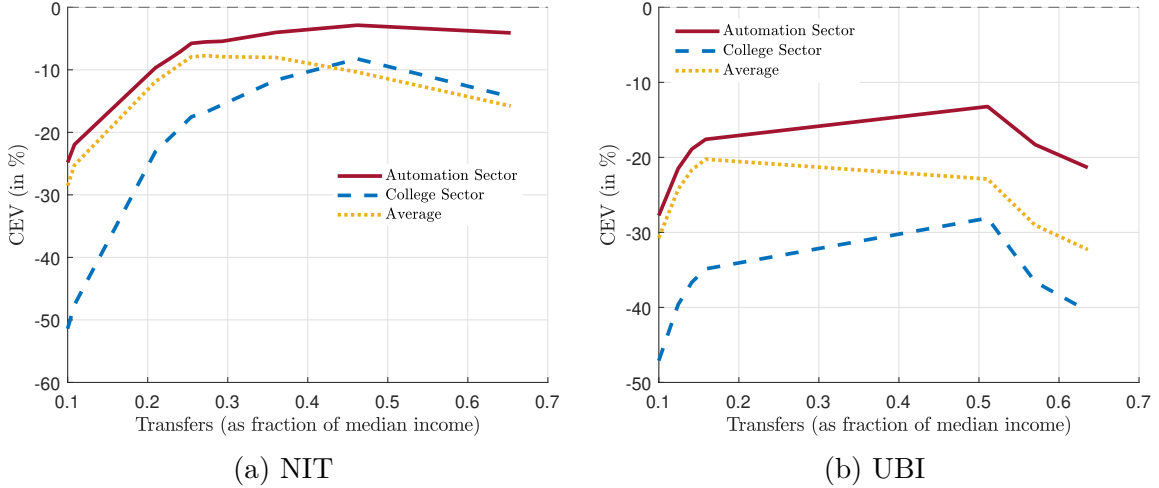 0
-10
-20
-30
-40
-50
-60
CEV (in %)
Automation Sector
College Sector
Average
0.1 0.2 0.3 0.4 0.5 0.6 0.7
Transfers (as fraction of median income)
(a) NIT
0
-10
-20
-30
-40
-50
CEV (in %)
Automation Sector
College Sector
Average
0.1 0.2 0.3 0.4 0.5 0.6 0.7
Transfers (as fraction of median income)
(b) UBI